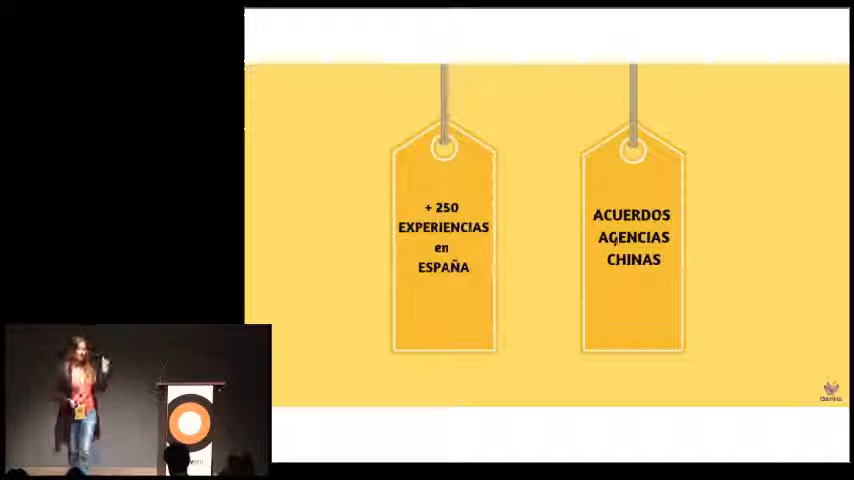 + 250
EXPERIENCIAS
en
ESPAÑA
ACUERDOS
AGENCIAS
CHINAS